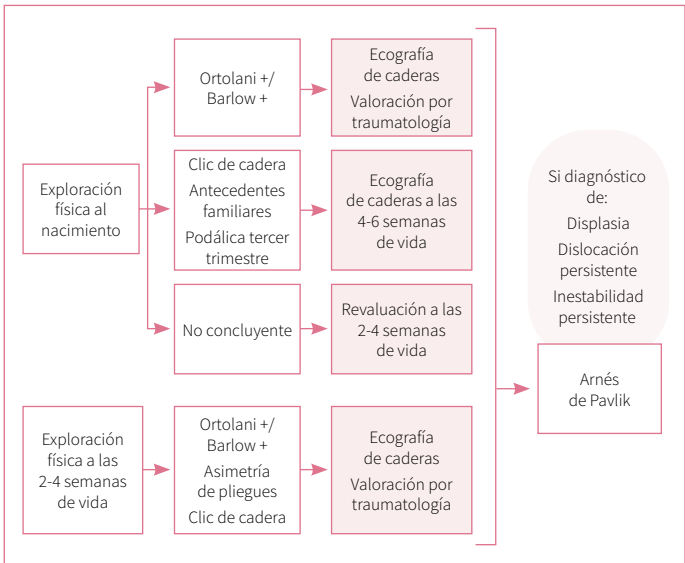 Exploración
física al
nacimiento
Ortolani +/
Barlow +
Ecografía
de caderas
Valoración por
traumatología
Clic de cadera
Antecedentes
familiares
Podálica tercer
trimestre
Ecografía
de caderas a las
4-6 semanas
de vida
No concluyente
Revaluación a las
2-4 semanas
de vida
Exploración
física a las
2-4 semanas
de vida
Ortolani +/
Barlow +
Asimetría
de pliegues
Clic de cadera
Ecografía
de caderas
Valoración por
traumatología
Si diagnóstico
de:
Displasia
Dislocación
persistente
Inestabilidad
persistente
Arnés
de Pavlik